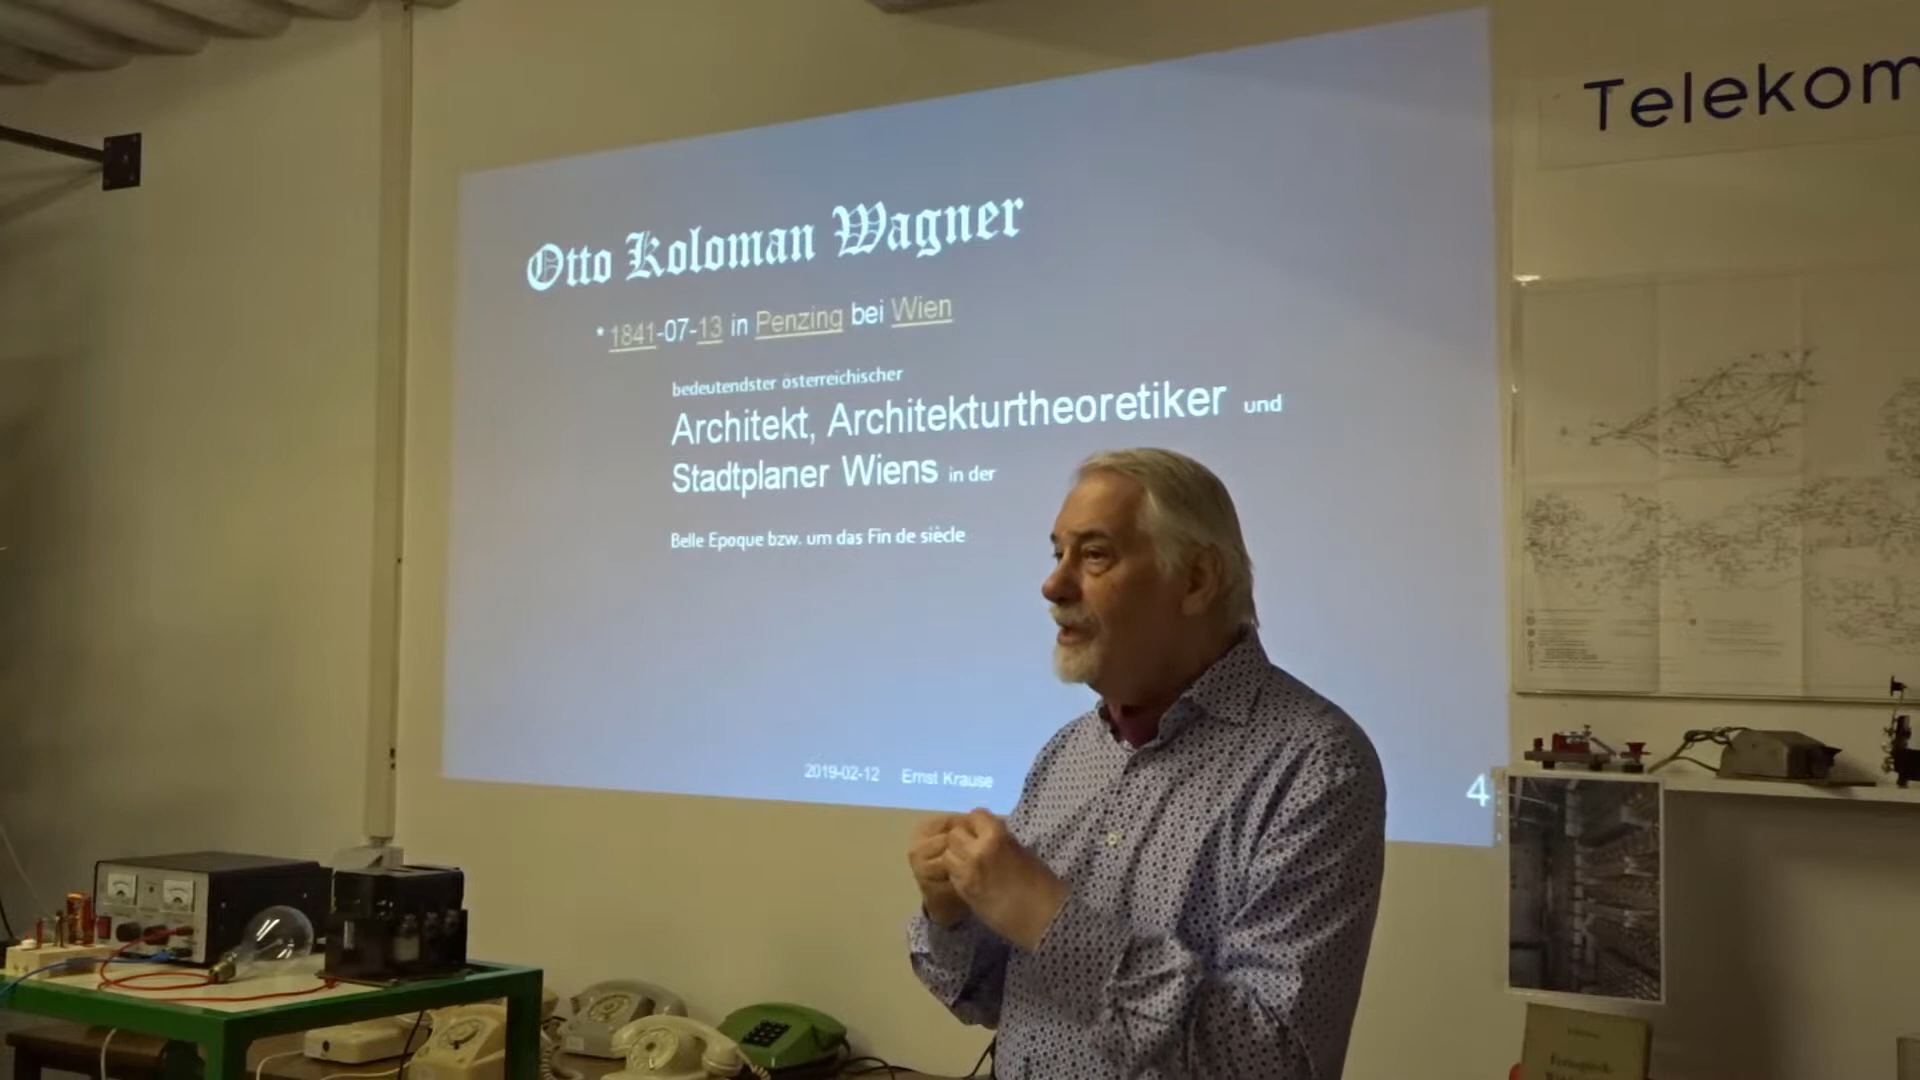 Telekom
Otto Koloman Wagner
* 1841-07-13 in Penzing bei Wien
bedeutendster österreichischer
Architekt, Architekturtheoretiker und
Stadtplaner Wiens in der
Belle Epoque bzw. um das Fin de siècle
2019-02-12 Ernst Krause
4